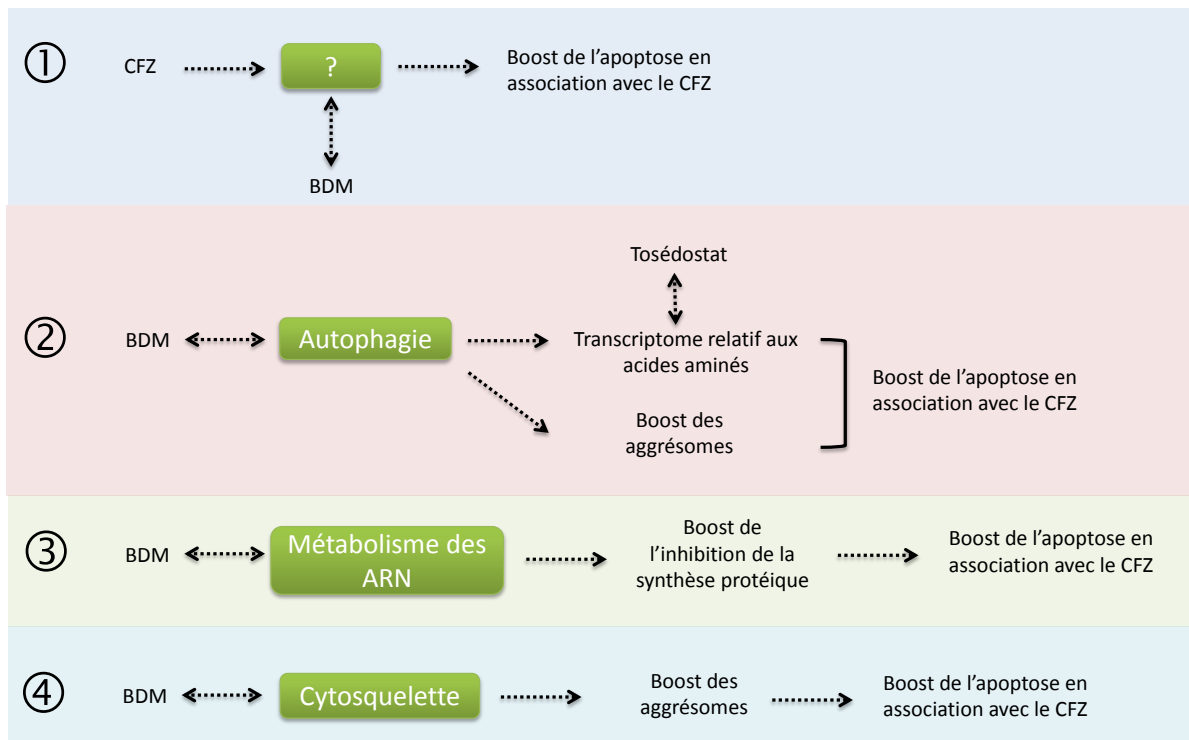 ①
CFZ
?
Boost de l’apoptose en
association avec le CFZ
BDM
②
BDM
Autophagie
Tosédostat
Transcriptome relatif aux
acides aminés
Boost des
aggrésomes
Boost de l’apoptose en
association avec le CFZ
③
BDM
Métabolisme des
ARN
Boost de
l’inhibition de la
synthèse protéique
Boost de l’apoptose en
association avec le CFZ
④
BDM
Cytosquelette
Boost des
aggrésomes
Boost de l’apoptose en
association avec le CFZ